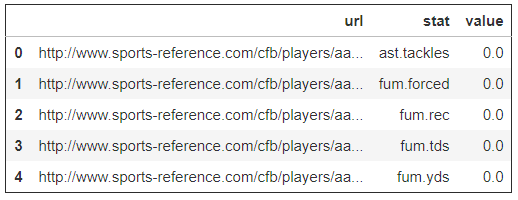 url stat value
0 http://www.sports-reference.com/cfb/players/aa... ast.tackles 0.0
1 http://www.sports-reference.com/cfb/players/aa... fum.forced 0.0
2 http://www.sports-reference.com/cfb/players/aa... fum.rec 0.0
3 http://www.sports-reference.com/cfb/players/aa... fum.tds 0.0
4 http://www.sports-reference.com/cfb/players/aa... fum.yds 0.0